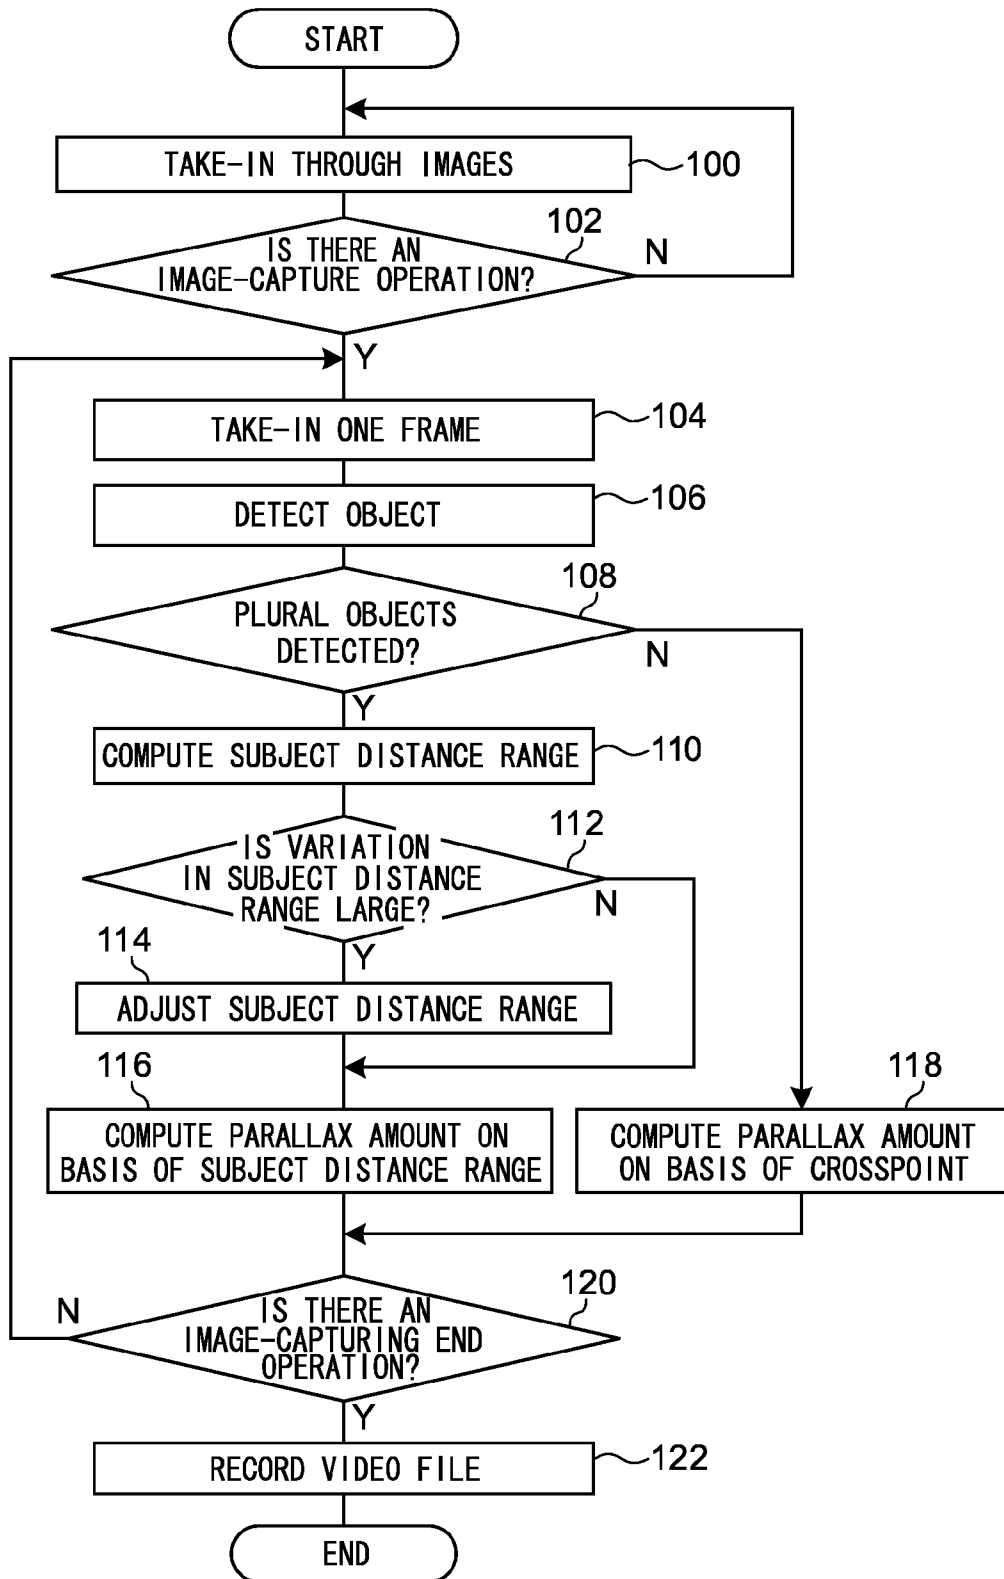 START
TAKE-IN THROUGH IMAGES
100
102
IS THERE AN
IMAGE-CAPTURE OPERATION?
N
Y
TAKE-IN ONE FRAME
104
DETECT OBJECT
106
108
PLURAL OBJECTS
DETECTED?
N
Y
COMPUTE SUBJECT DISTANCE RANGE
110
112
IS VARIATION
IN SUBJECT DISTANCE
RANGE LARGE?
N
Y
114
ADJUST SUBJECT DISTANCE RANGE
116
COMPUTE PARALLAX AMOUNT ON
BASIS OF SUBJECT DISTANCE RANGE
118
COMPUTE PARALLAX AMOUNT
ON BASIS OF CROSSPOINT
120
N
IS THERE AN
IMAGE-CAPTURING END
OPERATION?
Y
RECORD VIDEO FILE
122
END